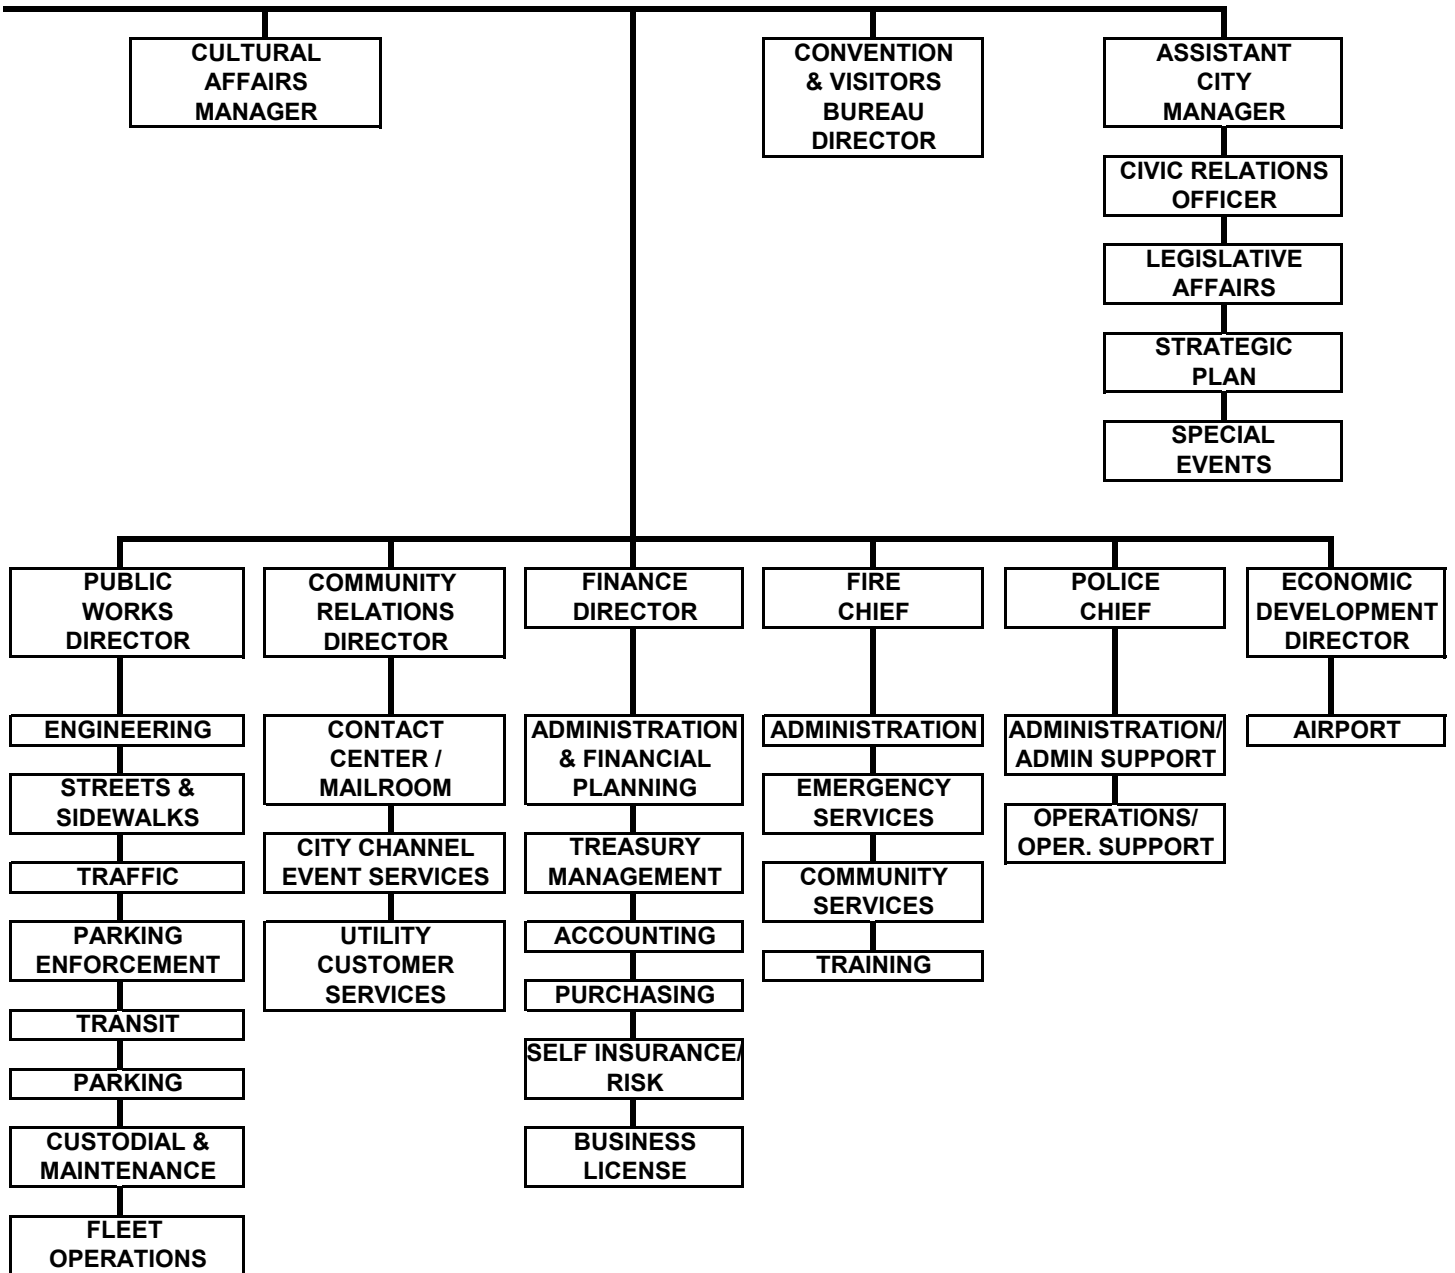 CULTURAL
AFFAIRS
MANAGER
CONVENTION
& VISITORS
BUREAU
DIRECTOR
ASSISTANT
CITY
MANAGER
CIVIC RELATIONS
OFFICER
LEGISLATIVE
AFFAIRS
STRATEGIC
PLAN
SPECIAL
EVENTS
PUBLIC
WORKS
DIRECTOR
ENGINEERING
STREETS &
SIDEWALKS
TRAFFIC
PARKING
ENFORCEMENT
TRANSIT
PARKING
CUSTODIAL &
MAINTENANCE
FLEET
OPERATIONS
COMMUNITY
RELATIONS
DIRECTOR
CONTACT
CENTER /
MAILROOM
CITY CHANNEL
EVENT SERVICES
UTILITY
CUSTOMER
SERVICES
FINANCE
DIRECTOR
ADMINISTRATION
& FINANCIAL
PLANNING
TREASURY
MANAGEMENT
ACCOUNTING
PURCHASING
SELF INSURANCE/
RISK
BUSINESS
LICENSE
FIRE
CHIEF
ADMINISTRATION
EMERGENCY
SERVICES
COMMUNITY
SERVICES
TRAINING
POLICE
CHIEF
ADMINISTRATION/
ADMIN SUPPORT
OPERATIONS/
OPER. SUPPORT
ECONOMIC
DEVELOPMENT
DIRECTOR
AIRPORT